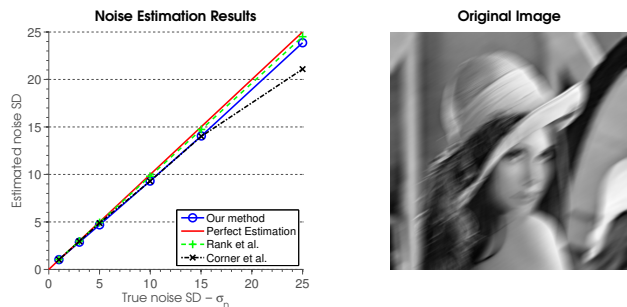 Noise Estimation Results
25
20
15
10
5
0
Estimated noise SD
Our method
Perfect Estimation
Rank et al.
Corner et al.
0 5 10 15 20 25
True noise SD – σn
Original Image